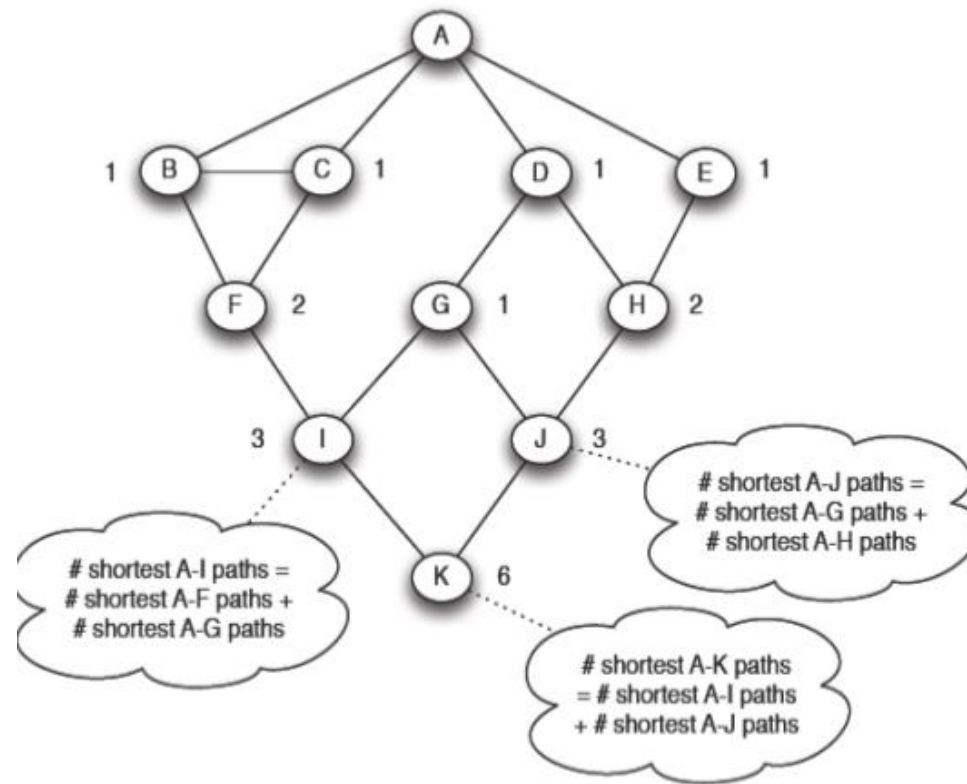 A
1 B C 1 D 1 E 1
F 2 G 1 H 2
3 I J 3
# shortest A-J paths =
# shortest A-G paths +
# shortest A-H paths
# shortest A-I paths =
# shortest A-F paths +
# shortest A-G paths
K 6
# shortest A-K paths
= # shortest A-I paths
+ # shortest A-J paths